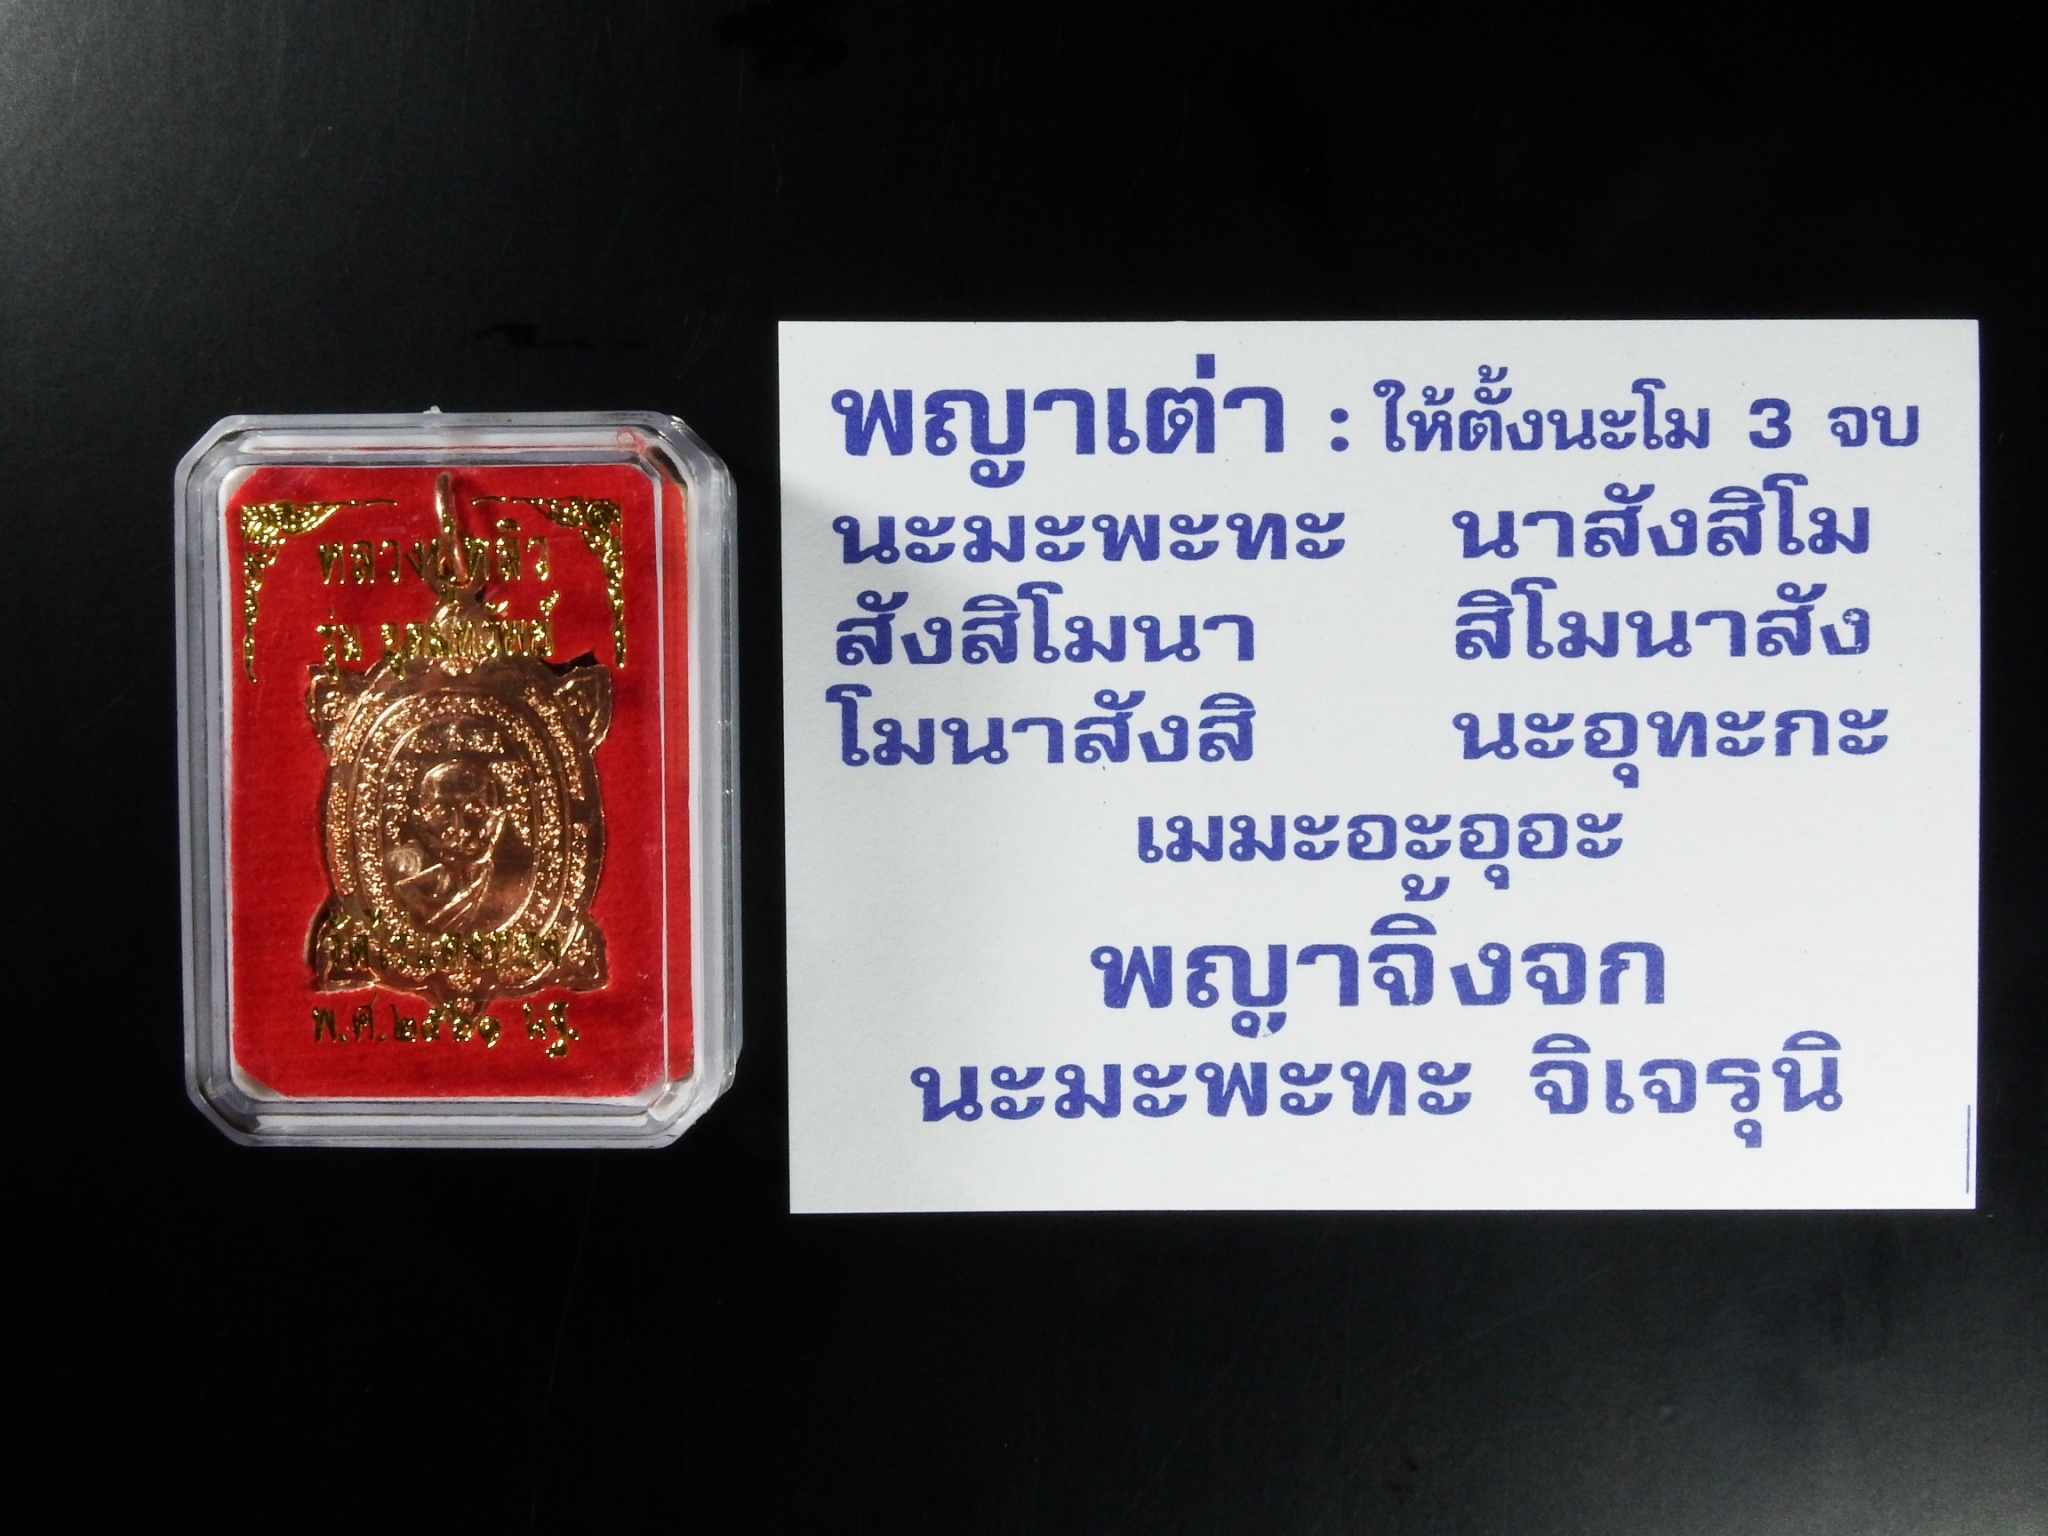 หลวงปู่หลิว
รุ่น
พ.ศ.๒๕๖๑ นฐ.
พญาเต่า : ให้ตั้งนะโม 3 จบ
นะมะพะทะ นาสังสิโม
สังสิโมนา สิโมนาสัง
โมนาสังสิ นะอุทะกะ
เมมะอะอุอะ
พญาจิ้งจก
นะมะพะทะ จิเจรุนิ